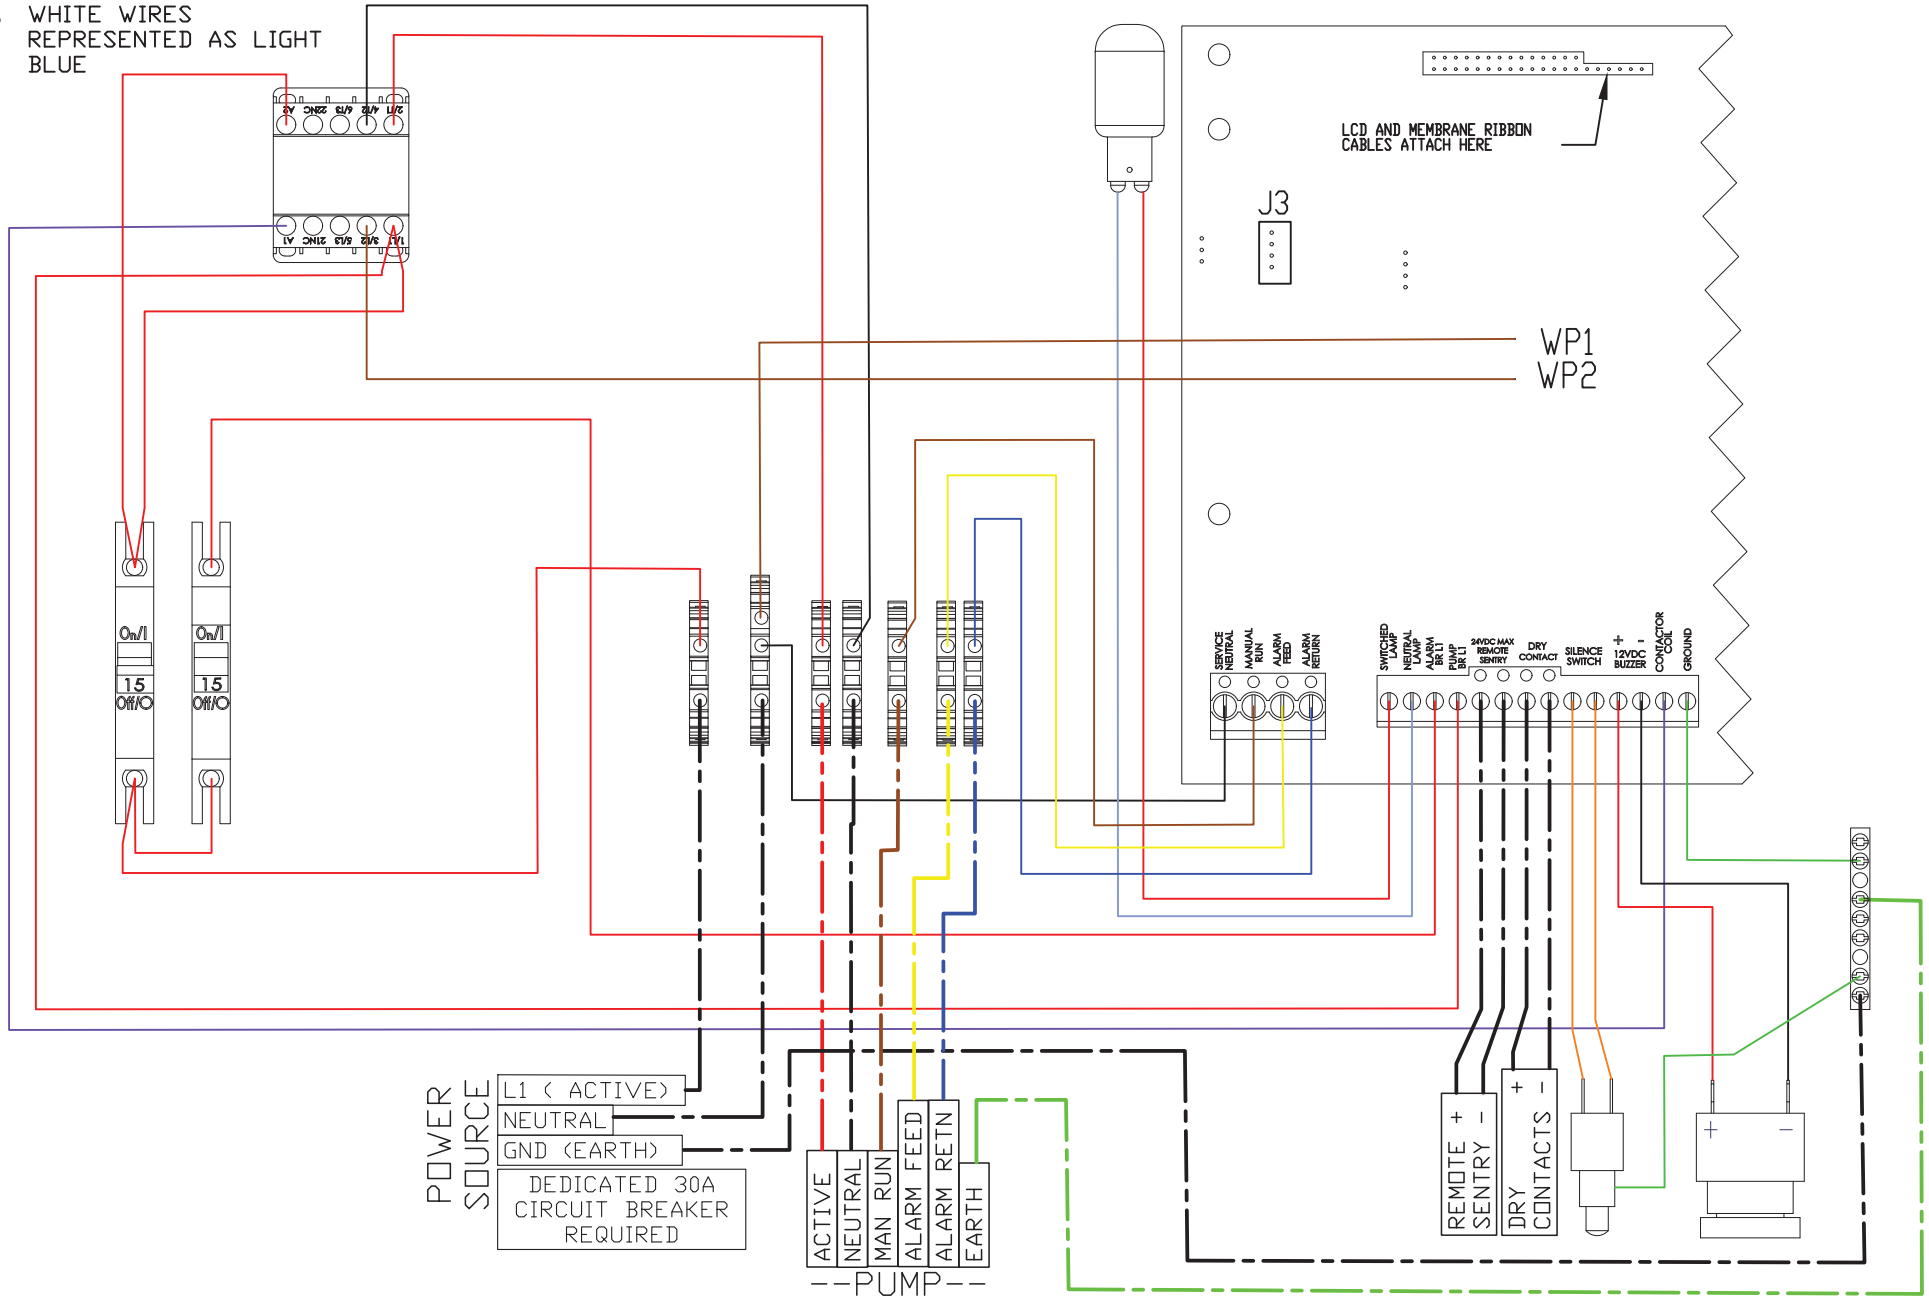 WHITE WIRES
REPRESENTED AS LIGHT
BLUE
A2
22NC
6/L3
4/L2
2/L1
A1
21NC
5/L3
3/L2
1/L1
LCD AND MEMBRANE RIBBON
CABLES ATTACH HERE
J3
WP1
WP2
On/I
15
Off/O
On/I
15
Off/O
SERVICE
NEUTRAL
MANUAL
RUN
ALARM
FEED
ALARM
RETURN
SWITCHED
LAMP
NEUTRAL
LAMP
ALARM
BR L1
PUMP
BR L1
24VDC MAX
REMOTE
SENTRY
DRY
CONTACT
SILENCE
SWITCH
+ -
12VDC
BUZZER
CONTACTOR
COIL
GROUND
POWER
SOURCE
L1 ( ACTIVE)
NEUTRAL
GND (EARTH)
DEDICATED 30A
CIRCUIT BREAKER
REQUIRED
ACTIVE
NEUTRAL
MAN RUN
ALARM FEED
ALARM RETN
EARTH
--PUMP--
REMOTE +
SENTRY -
DRY +
CONTACTS -
+ -